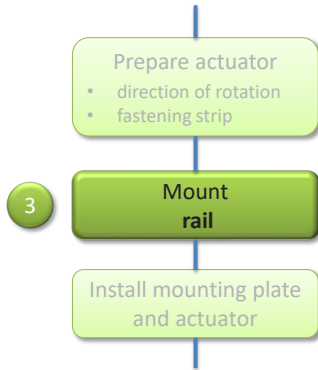 Prepare actuator
• direction of rotation
• fastening strip
3
Mount
rail
Install mounting plate
and actuator